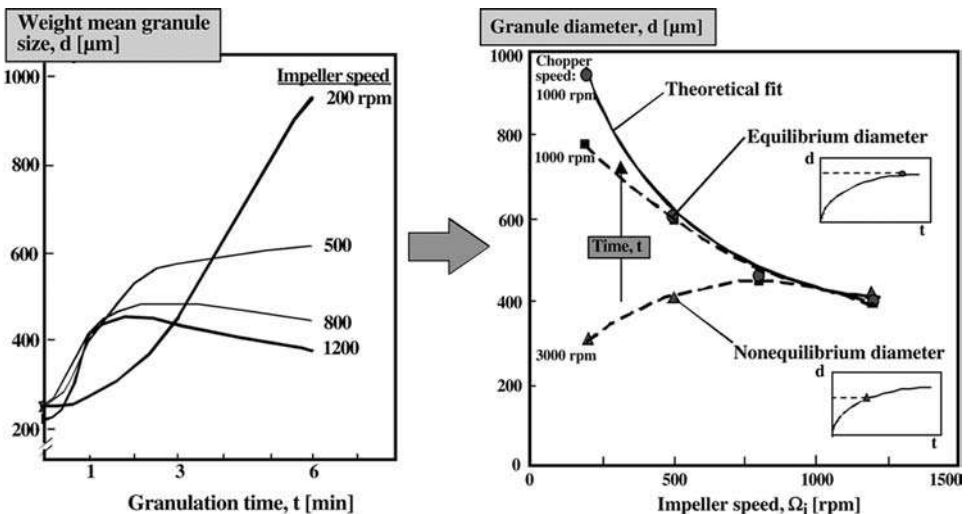 Weight mean granule
size, d [µm]
Impeller speed
1000
200 rpm
800
600
500
400
800
1200
200
1
3
6
Granulation time, t [min]
Granule diameter, d [µm]
1000
Chopper
speed:
1000 rpm
Theoretical fit
800
1000 rpm
Equilibrium diameter
d
t
600
Time, t
400
3000 rpm
Nonequilibrium diameter
d
t
200
0
0
500
1000
1500
Impeller speed, Ωi [rpm]